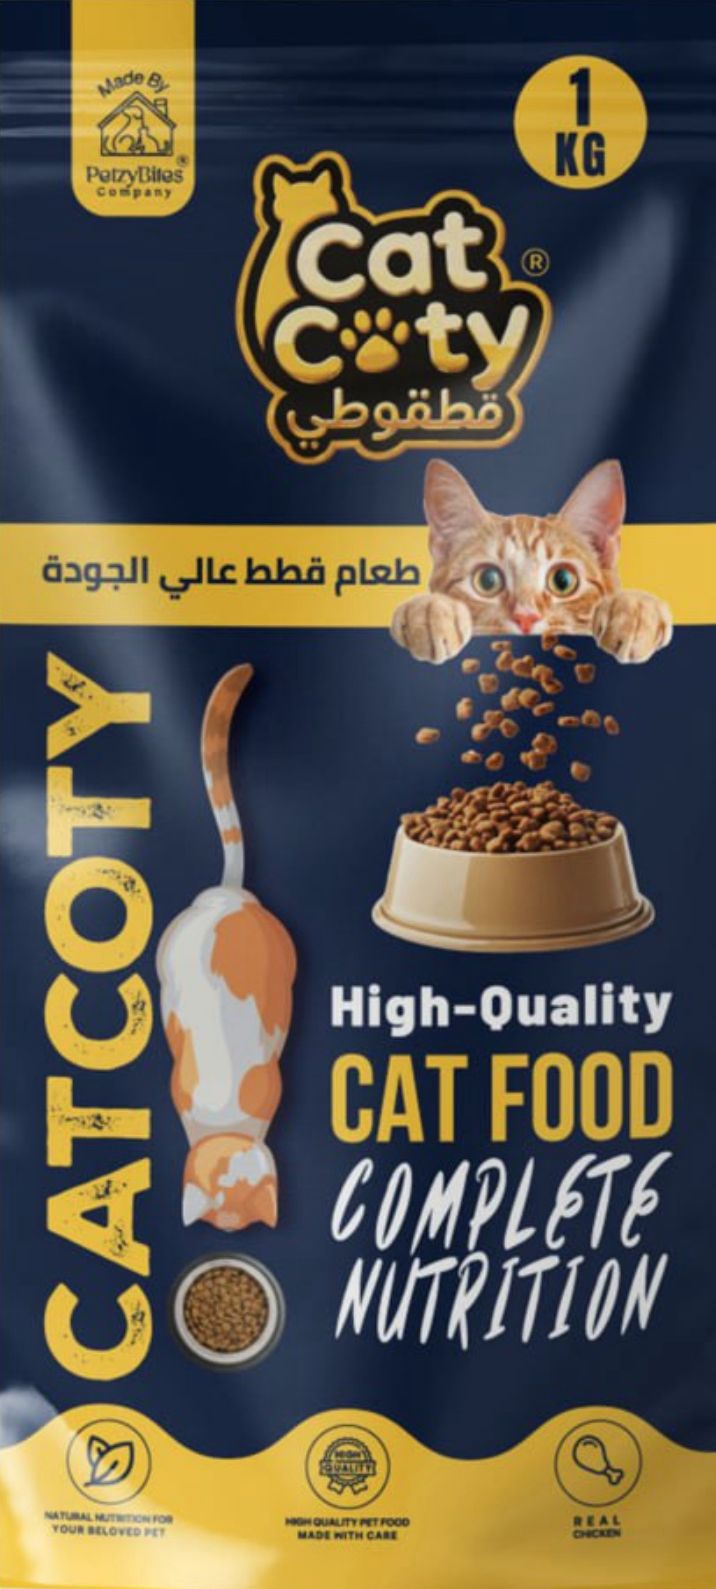 Made By
PetzyBites®
Company
1
KG
Cat
Coty
®
قطقوطي
طعام قطط عالي الجودة
CATCOTY
High-Quality
CAT FOOD
COMPLETE
NUTRITION
NATURAL NUTRITION FOR
YOUR BELOVED PET
HIGH
QUALITY
HIGH QUALITY PET FOOD
MADE WITH CARE
REAL
CHICKEN